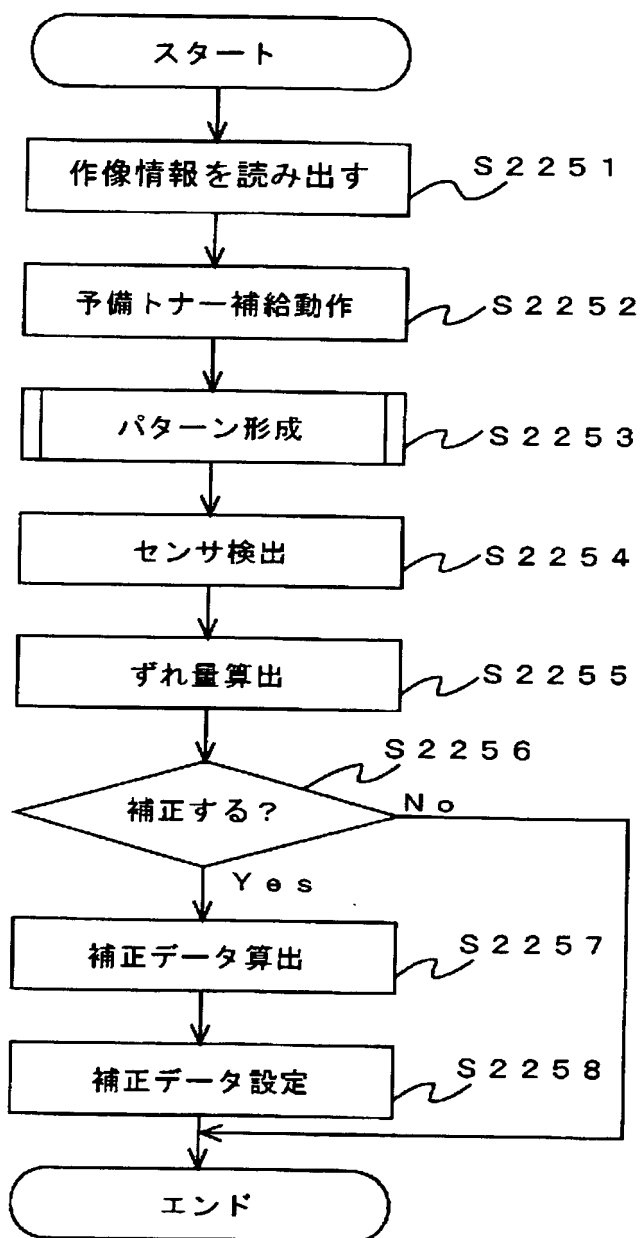 スタート
作像情報を読み出す
S2251
予備トナー補給動作
S2252
パターン形成
S2253
センサ検出
S2254
ずれ量算出
S2255
S2256
補正する?
No
Yes
補正データ算出
S2257
補正データ設定
S2258
エンド